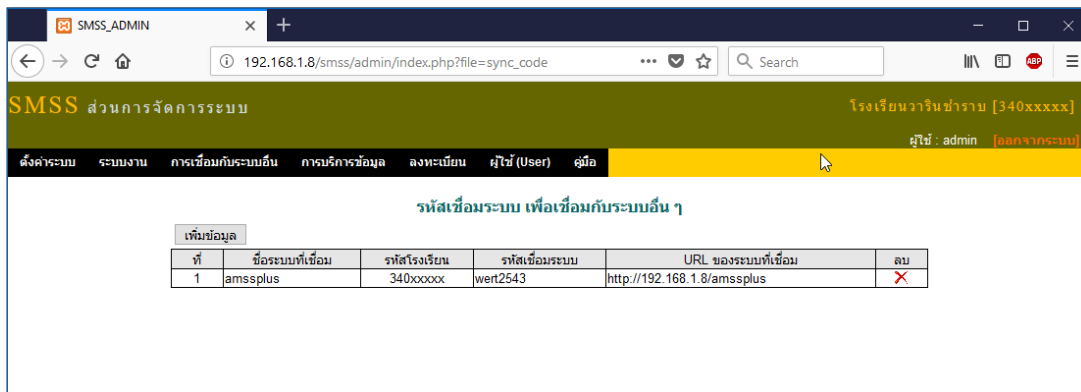 SMSS_ADMIN
192.168.1.8/smss/admin/index.php?file=sync_code
Search
ABP
SMSS ส่วนการจัดการระบบ
โรงเรียนวารินชำราบ [340xxxxx]
ผู้ใช้ : admin [ออกจากระบบ]
ตั้งค่าระบบ ระบบงาน การเชื่อมกับระบบอื่น การบริการข้อมูล ลงทะเบียน ผู้ใช้ (User) คู่มือ
รหัสเชื่อมระบบ เพื่อเชื่อมกับระบบอื่น ๆ
เพิ่มข้อมูล
ที่ ชื่อระบบที่เชื่อม รหัสโรงเรียน รหัสเชื่อมระบบ URL ของระบบที่เชื่อม ลบ
1 amssplus 340xxxxx wert2543 http://192.168.1.8/amssplus